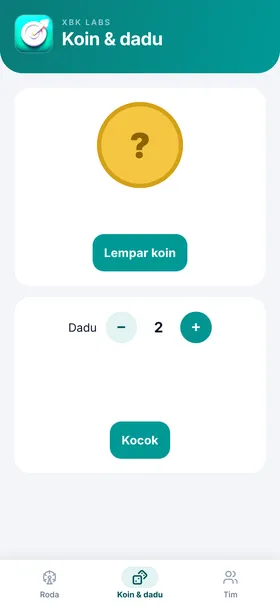 XBK LABS
Koin & dadu
?
Lempar koin
Dadu − 2 +
Kocok
Roda Koin & dadu Tim